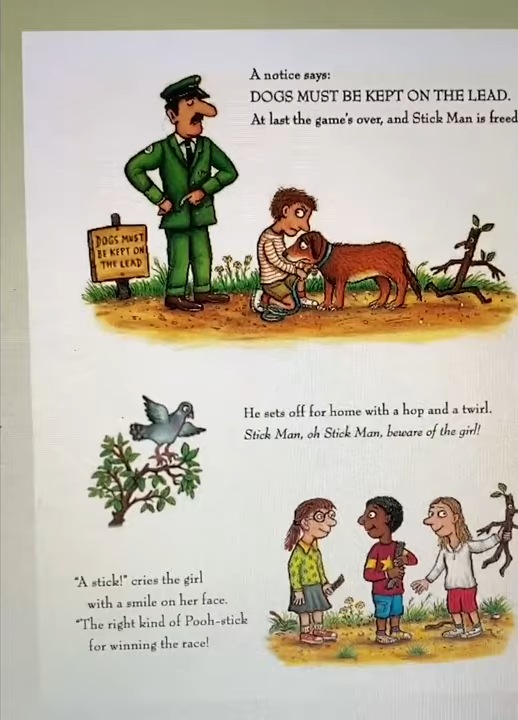 A notice says:
DOGS MUST BE KEPT ON THE LEAD.
At last the game's over, and Stick Man is freed
DOGS MUST
BE KEPT ON
THE LEAD
He sets off for home with a hop and a twirl.
Stick Man, oh Stick Man, beware of the girl!
"A stick!" cries the girl
with a smile on her face.
"The right kind of Pooh-stick
for winning the race!